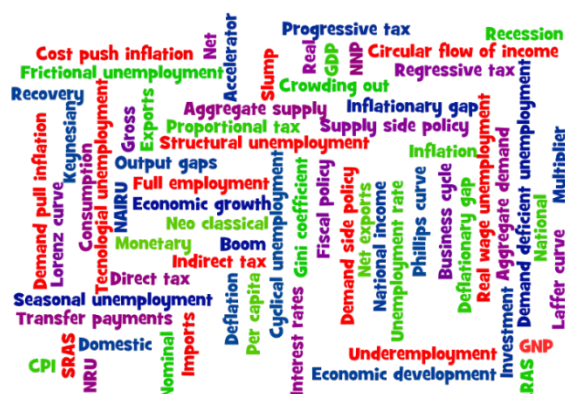 Progressive tax
Recession
Cost push inflation
Net
Accelerator
Slump
Real
GDP
NNP
Circular flow of income
Frictional unemployment
Regressive tax
Recovery
Crowding out
Keynesian
Tecnologial unemployment
Gross
Exports
Aggregate supply
Inflationary gap
Proportional tax
Supply side policy
Structural unemployment
Demand pull inflation
Lorenz curve
Consumption
NAIRU
Output gaps
Inflation
Full employment
Economic growth
Neo classical
Monetary
Boom
Indirect tax
Direct tax
Cyclical unemployment
Gini coefficient
Fiscal policy
Demand side policy
Net exports
National income
Unemployment rate
Phillips curve
Business cycle
Deflationary gap
Real wage unemployment
Aggregate demand
Demand deficient unemployment
National
Multiplier
Laffer curve
Seasonal unemployment
Transfer payments
Deflation
Per capita
Interest rates
Domestic
CPI
SRAS
NRU
Nominal
Imports
Underemployment
Economic development
Investment
GNP
LRAS